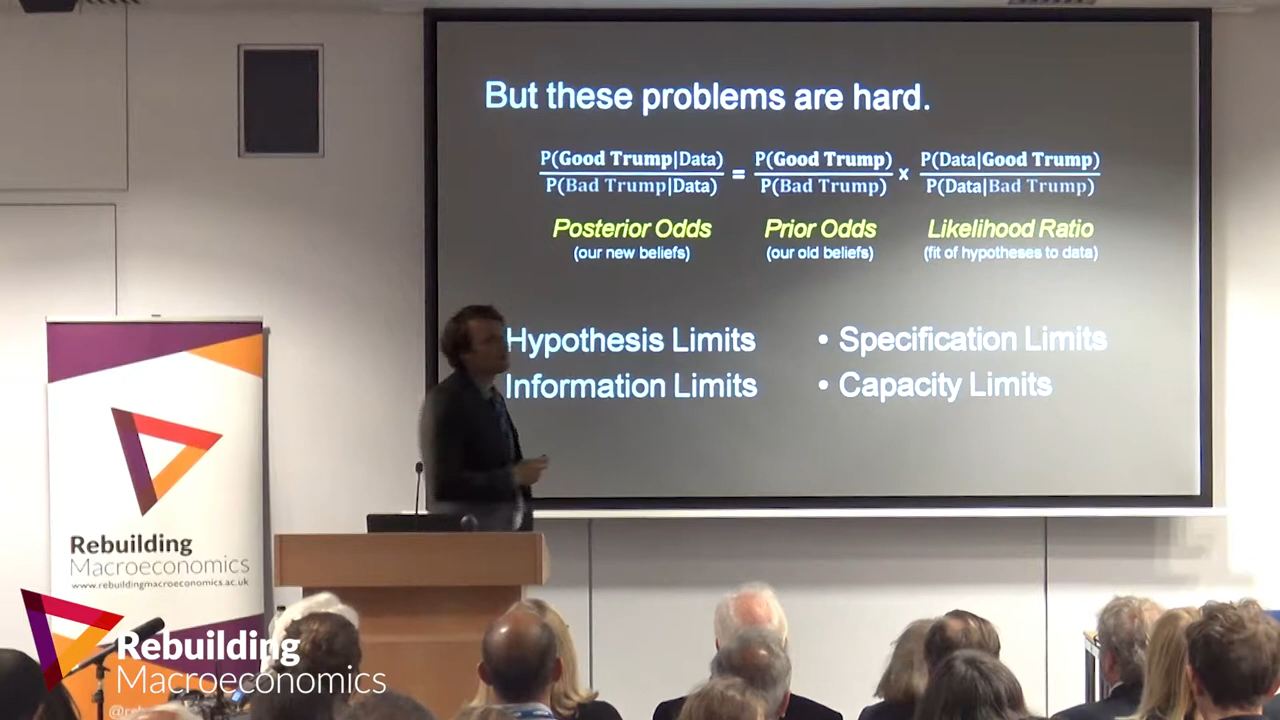 But these problems are hard.
P(Good Trump|Data) / P(Bad Trump|Data) = P(Good Trump) / P(Bad Trump) x P(Data|Good Trump) / P(Data|Bad Trump)
Posterior Odds Prior Odds Likelihood Ratio
(our new beliefs) (our old beliefs) (fit of hypotheses to data)
Hypothesis Limits • Specification Limits
Information Limits • Capacity Limits
Rebuilding
Macroeconomics
www.rebuildingmacroeconomics.ac.uk
Rebuilding
Macroeconomics